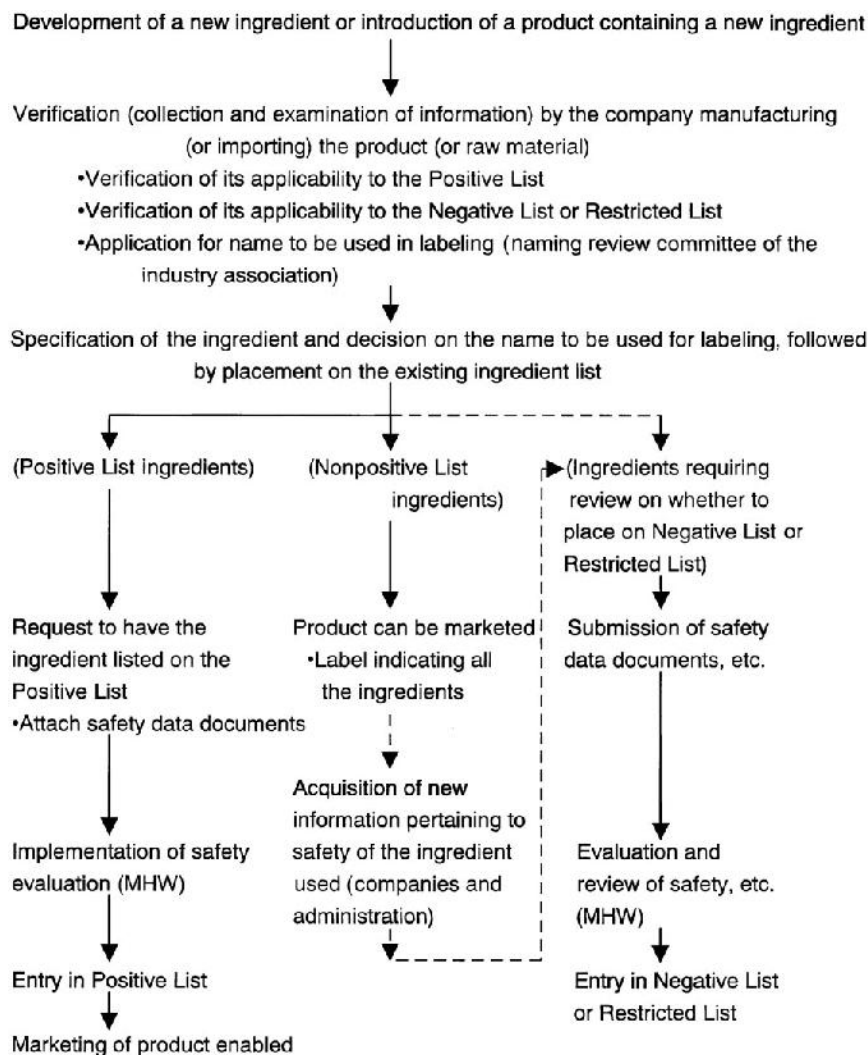 Development of a new ingredient or introduction of a product containing a new ingredient
Verification (collection and examination of information) by the company manufacturing
(or importing) the product (or raw material)
•Verification of its applicability to the Positive List
•Verification of its applicability to the Negative List or Restricted List
•Application for name to be used in labeling (naming review committee of the
industry association)
Specification of the ingredient and decision on the name to be used for labeling, followed
by placement on the existing ingredient list
(Positive List ingredients)
Request to have the
ingredient listed on the
Positive List
•Attach safety data documents
Implementation of safety
evaluation (MHW)
Entry in Positive List
Marketing of product enabled
(Nonpositive List
ingredients)
Product can be marketed
•Label indicating all
the ingredients
Acquisition of new
information pertaining to
safety of the ingredient
used (companies and
administration)
(Ingredients requiring
review on whether to
place on Negative List or
Restricted List)
Submission of safety
data documents, etc.
Evaluation and
review of safety, etc.
(MHW)
Entry in Negative List
or Restricted List